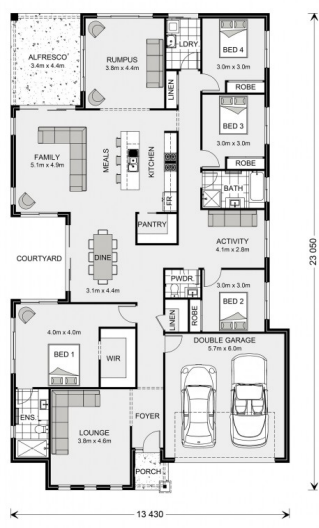 ALFRESCO
3.4m x 4.4m
RUMPUS
3.8m x 4.4m
LDRY
BED 4
3.0m x 3.0m
LINEN
ROBE
BED 3
3.0m x 3.0m
ROBE
FAMILY
5.1m x 4.9m
MEALS
KITCHEN
FR
BATH
PANTRY
ACTIVITY
4.1m x 2.8m
COURTYARD
DINE
3.1m x 4.4m
PWDR
3.0m x 3.0m
BED 2
LINEN
ROBE
4.0m x 4.0m
BED 1
WIR
DOUBLE GARAGE
5.7m x 6.0m
ENS
LOUNGE
3.8m x 4.6m
FOYER
PORCH
23 050
13 430